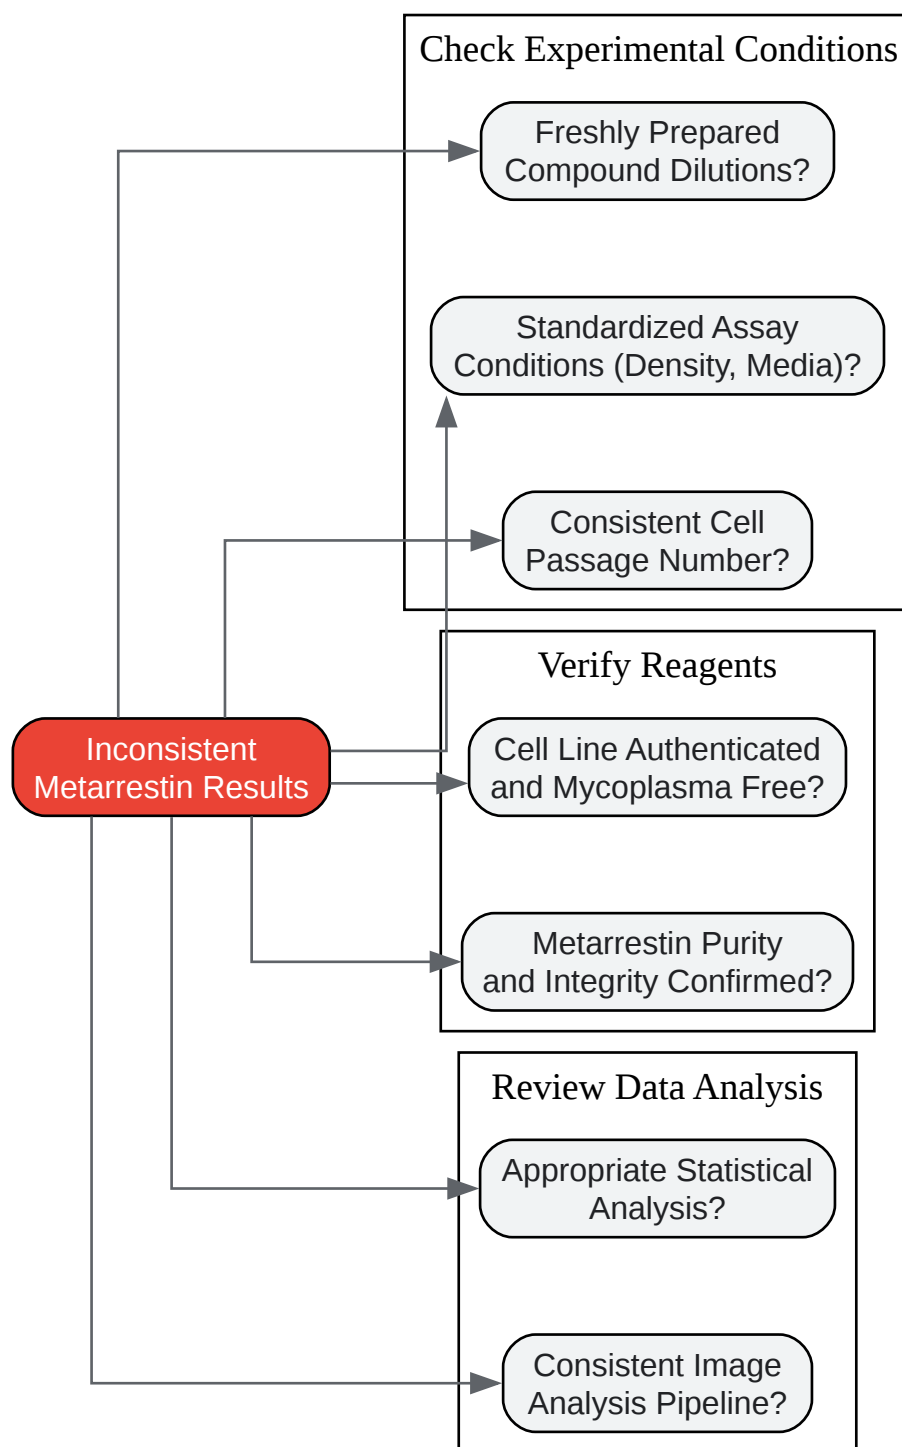 Check Experimental Conditions
Freshly Prepared
Compound Dilutions?
Standardized Assay
Conditions (Density, Media)?
Consistent Cell
Passage Number?
Verify Reagents
Inconsistent
Metarrestin Results
Cell Line Authenticated
and Mycoplasma Free?
Metarrestin Purity
and Integrity Confirmed?
Review Data Analysis
Appropriate Statistical
Analysis?
Consistent Image
Analysis Pipeline?